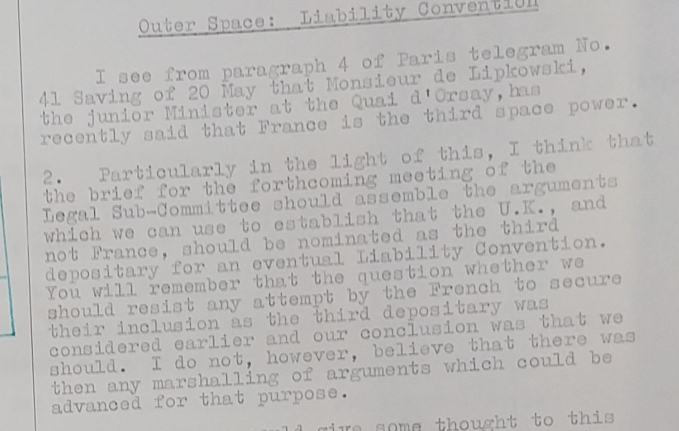 Outer Space: Liability Convention
I see from paragraph 4 of Paris telegram No.
41 Saving of 20 May that Monsieur de Lipkowski,
the junior Minister at the Quai d'Orsay, has
recently said that France is the third space power.
2. Particularly in the light of this, I think that
the brief for the forthcoming meeting of the
Legal Sub-Committee should assemble the arguments
which we can use to establish that the U.K., and
not France, should be nominated as the third
depositary for an eventual Liability Convention.
You will remember that the question whether we
should resist any attempt by the French to secure
their inclusion as the third depositary was
considered earlier and our conclusion was that we
should. I do not, however, believe that there was
then any marshalling of arguments which could be
advanced for that purpose.
some thought to this